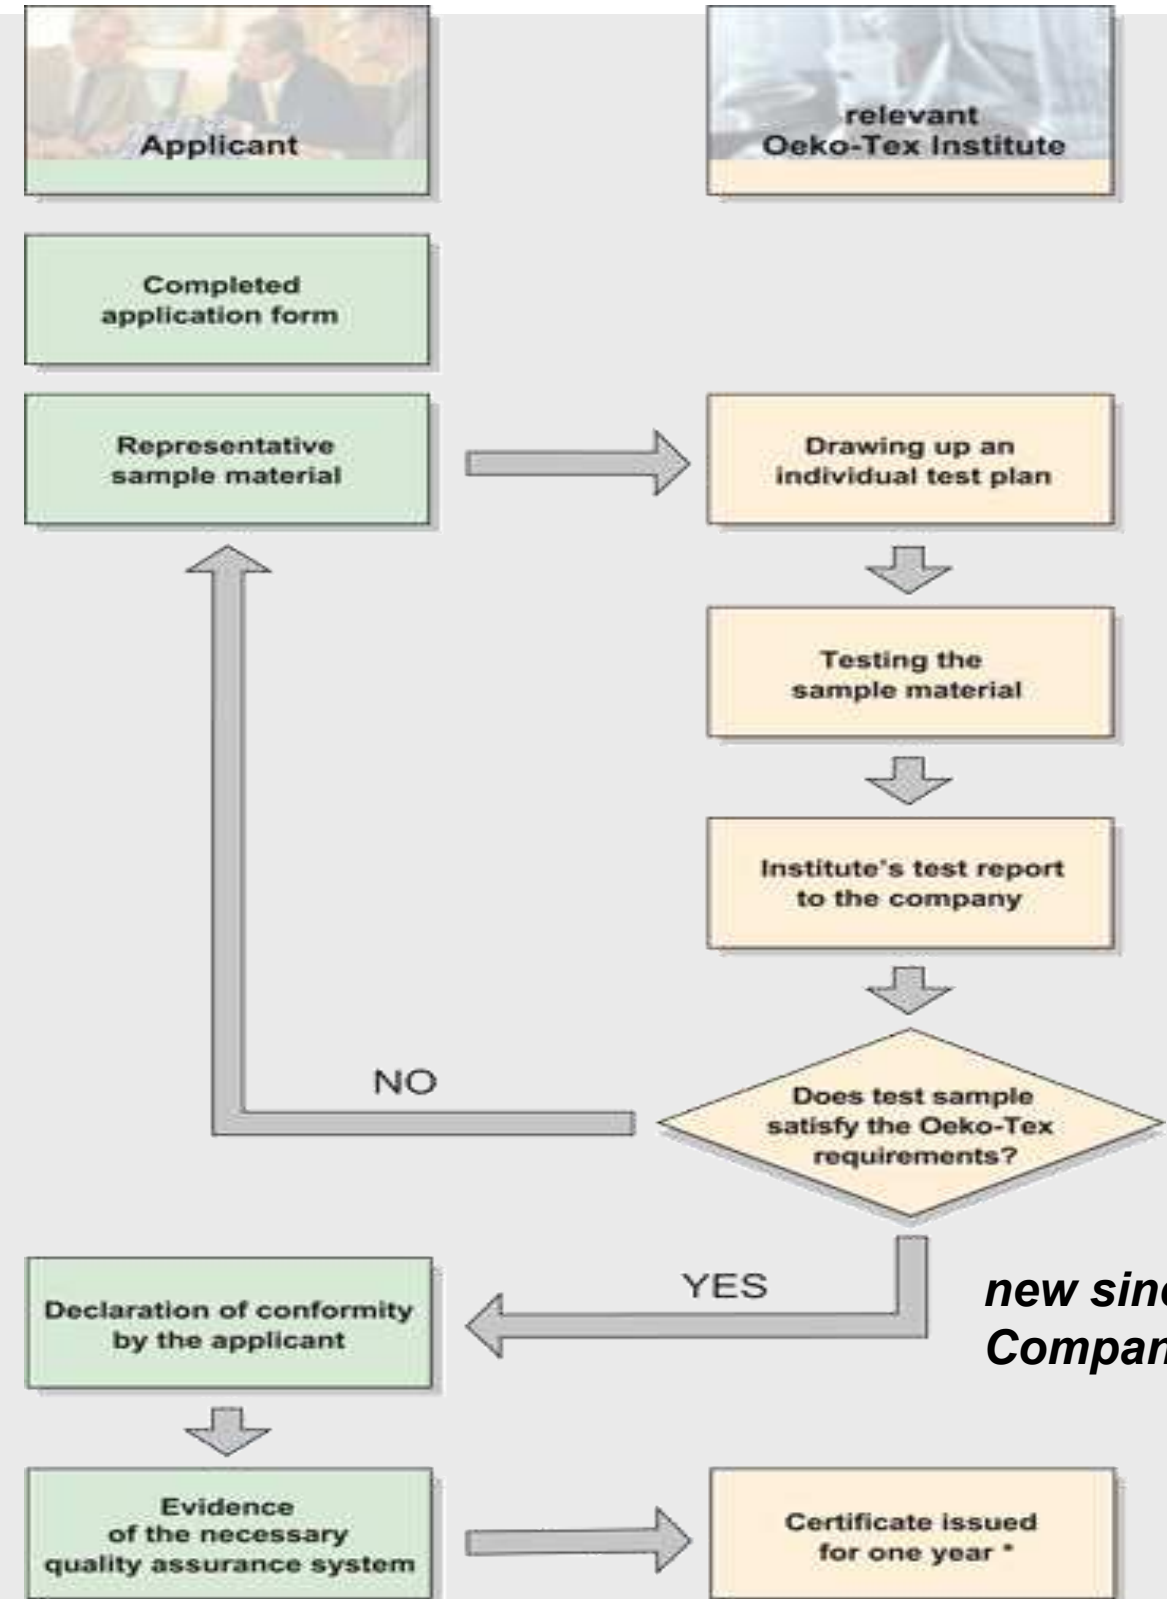 Applicant
relevant
Oeko-Tex Institute
Completed
application form
Representative
sample material
Drawing up an
individual test plan
Testing the
sample material
Institute's test report
to the company
Does test sample
satisfy the Oeko-Tex
requirements?
NO
YES
new
Declaration of conformity
by the applicant
Evidence
of the necessary
quality assurance system
Certificate issued
for one year *